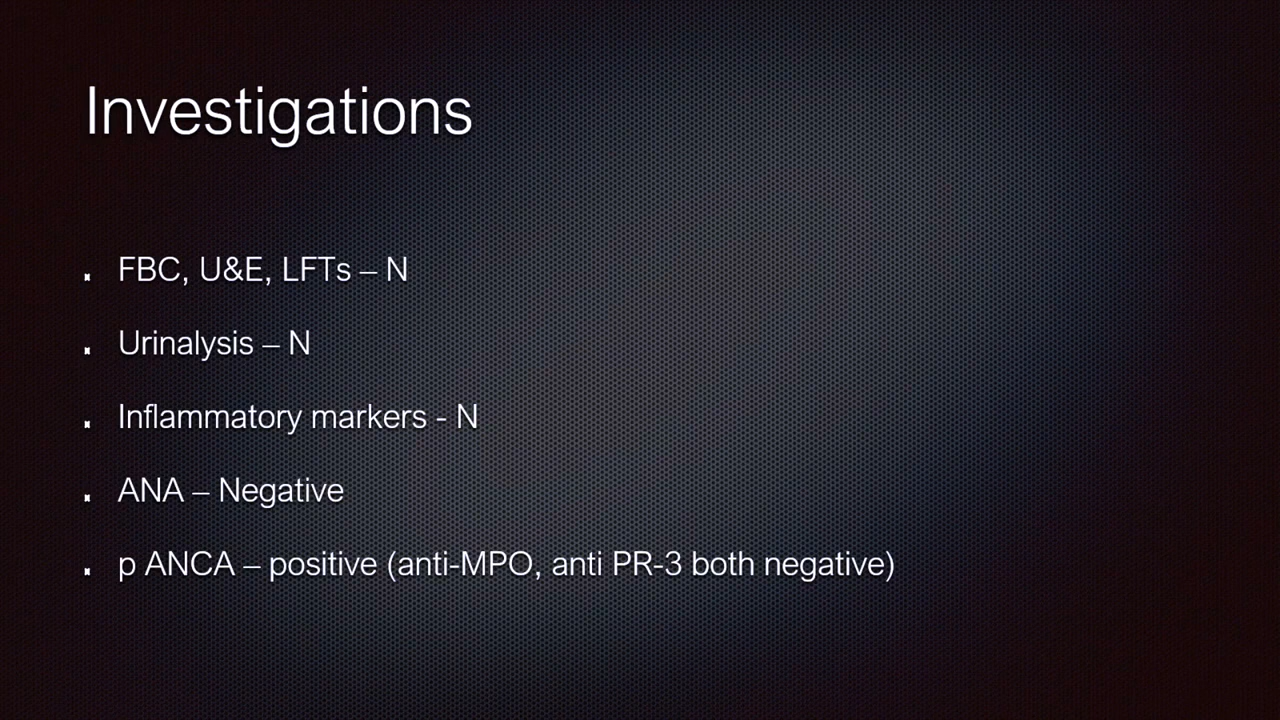 Investigations
FBC, U&E, LFTs – N
Urinalysis – N
Inflammatory markers - N
ANA – Negative
p ANCA – positive (anti-MPO, anti PR-3 both negative)